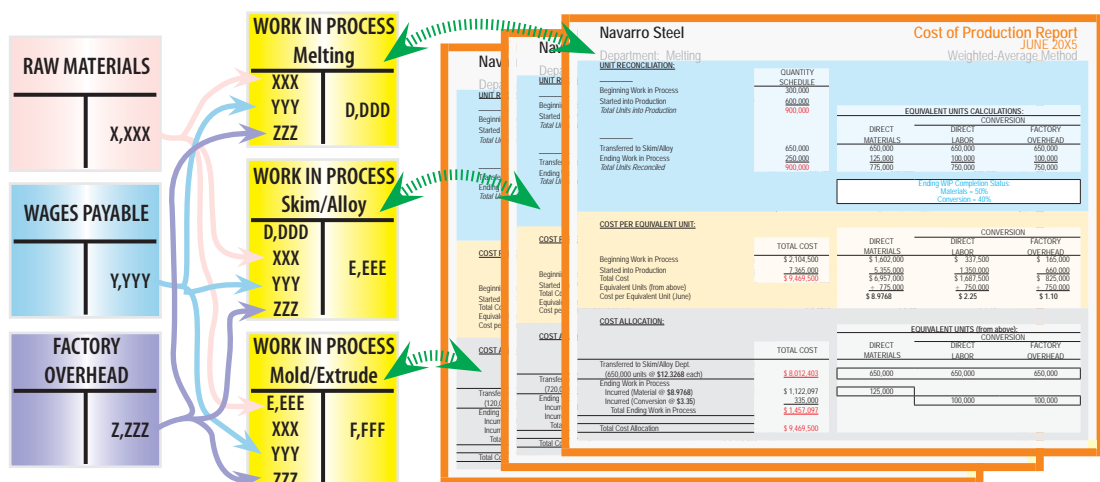 RAW MATERIALS
X,XXX
WAGES PAYABLE
Y,YYY
FACTORY
OVERHEAD
Z,ZZZ
WORK IN PROCESS
Melting
XXX
YYY
ZZZ
D,DDD
WORK IN PROCESS
Skim/Alloy
D,DDD
XXX
YYY
ZZZ
E,EEE
WORK IN PROCESS
Mold/Extrude
E,EEE
XXX
YYY
ZZZ
F,FFF
Navarro Steel
Department: Melting
Cost of Production Report
JUNE 20X5
Weighted-Average Method
UNIT RECONCILIATION:
QUANTITY
SCHEDULE
Beginning Work in Process 300,000
Started into Production 600,000
Total Units into Production 900,000
EQUIVALENT UNITS CALCULATIONS:
CONVERSION
DIRECT DIRECT FACTORY
MATERIALS LABOR OVERHEAD
Transferred to Skim/Alloy 650,000 650,000 650,000 650,000
Ending Work in Process 250,000 125,000 100,000 100,000
Total Units Reconciled 900,000 775,000 750,000 750,000
Ending WIP Completion Status:
Materials = 50%
Conversion = 40%
COST PER EQUIVALENT UNIT:
CONVERSION
TOTAL COST DIRECT DIRECT FACTORY
MATERIALS LABOR OVERHEAD
Beginning Work in Process $ 2,104,500 $ 1,602,000 $ 337,500 $ 165,000
Started into Production 7,365,000 5,355,000 1,350,000 660,000
Total Cost $ 9,469,500 $ 6,957,000 $ 1,687,500 $ 825,000
Equivalent Units (from above) ÷ 775,000 ÷ 750,000 ÷ 750,000
Cost per Equivalent Unit (June) $ 8.9768 $ 2.25 $ 1.10
COST ALLOCATION:
EQUIVALENT UNITS (from above):
CONVERSION
TOTAL COST DIRECT DIRECT FACTORY
MATERIALS LABOR OVERHEAD
Transferred to Skim/Alloy Dept.
(650,000 units @ $12.3268 each) $ 8,012,403 650,000 650,000 650,000
Ending Work in Process
Incurred (Material @ $8.9768) $ 1,122,097 125,000
Incurred (Conversion @ $3.35) 335,000 100,000 100,000
Total Ending Work in Process $ 1,457,097
Total Cost Allocation $ 9,469,500